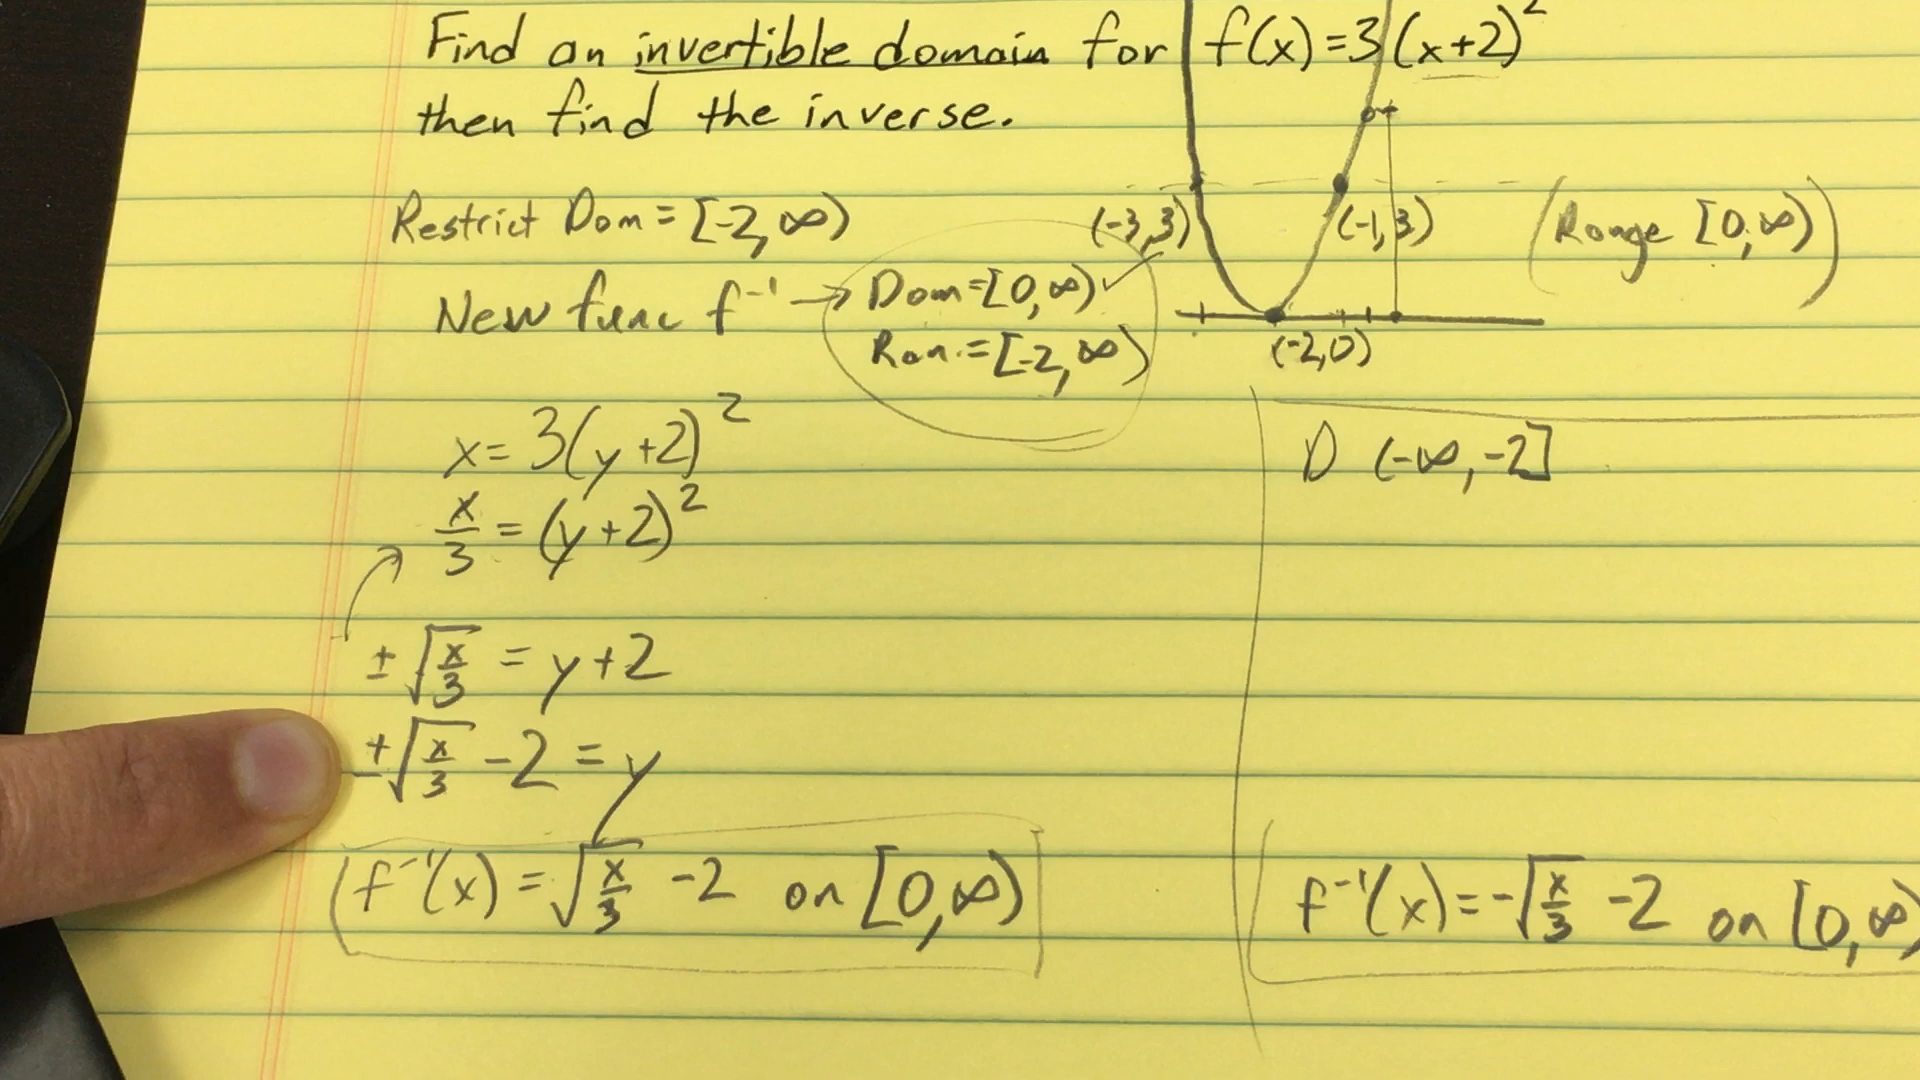 Find an invertible domain for f(x)=3(x+2)²
then find the inverse.
Restrict Dom = [-2,∞)
(-3,3)
(-1,3)
(Range [0,∞))
New func f⁻¹ → Dom=[0,∞) ✓
Ran.=[-2,∞)
(-2,0)
x=3(y+2)²
D (-∞,-2]
x/3 = (y+2)²
±√(x/3) = y+2
±√(x/3) -2 = y
f⁻¹(x) = √(x/3) -2 on [0,∞)
f⁻¹(x) = -√(x/3) -2 on [0,∞)